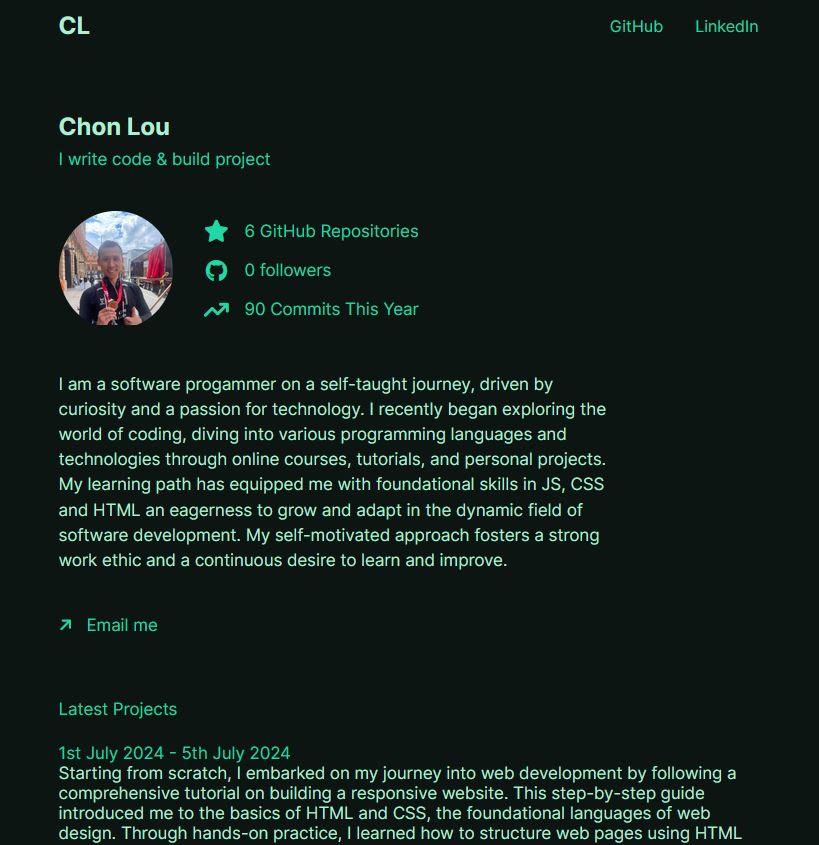 CL
GitHub LinkedIn
Chon Lou
I write code & build project
6 GitHub Repositories
0 followers
90 Commits This Year
I am a software progammer on a self-taught journey, driven by
curiosity and a passion for technology. I recently began exploring the
world of coding, diving into various programming languages and
technologies through online courses, tutorials, and personal projects.
My learning path has equipped me with foundational skills in JS, CSS
and HTML an eagerness to grow and adapt in the dynamic field of
software development. My self-motivated approach fosters a strong
work ethic and a continuous desire to learn and improve.
Email me
Latest Projects
1st July 2024 - 5th July 2024
Starting from scratch, I embarked on my journey into web development by following a
comprehensive tutorial on building a responsive website. This step-by-step guide
introduced me to the basics of HTML and CSS, the foundational languages of web
design. Through hands-on practice, I learned how to structure web pages using HTML